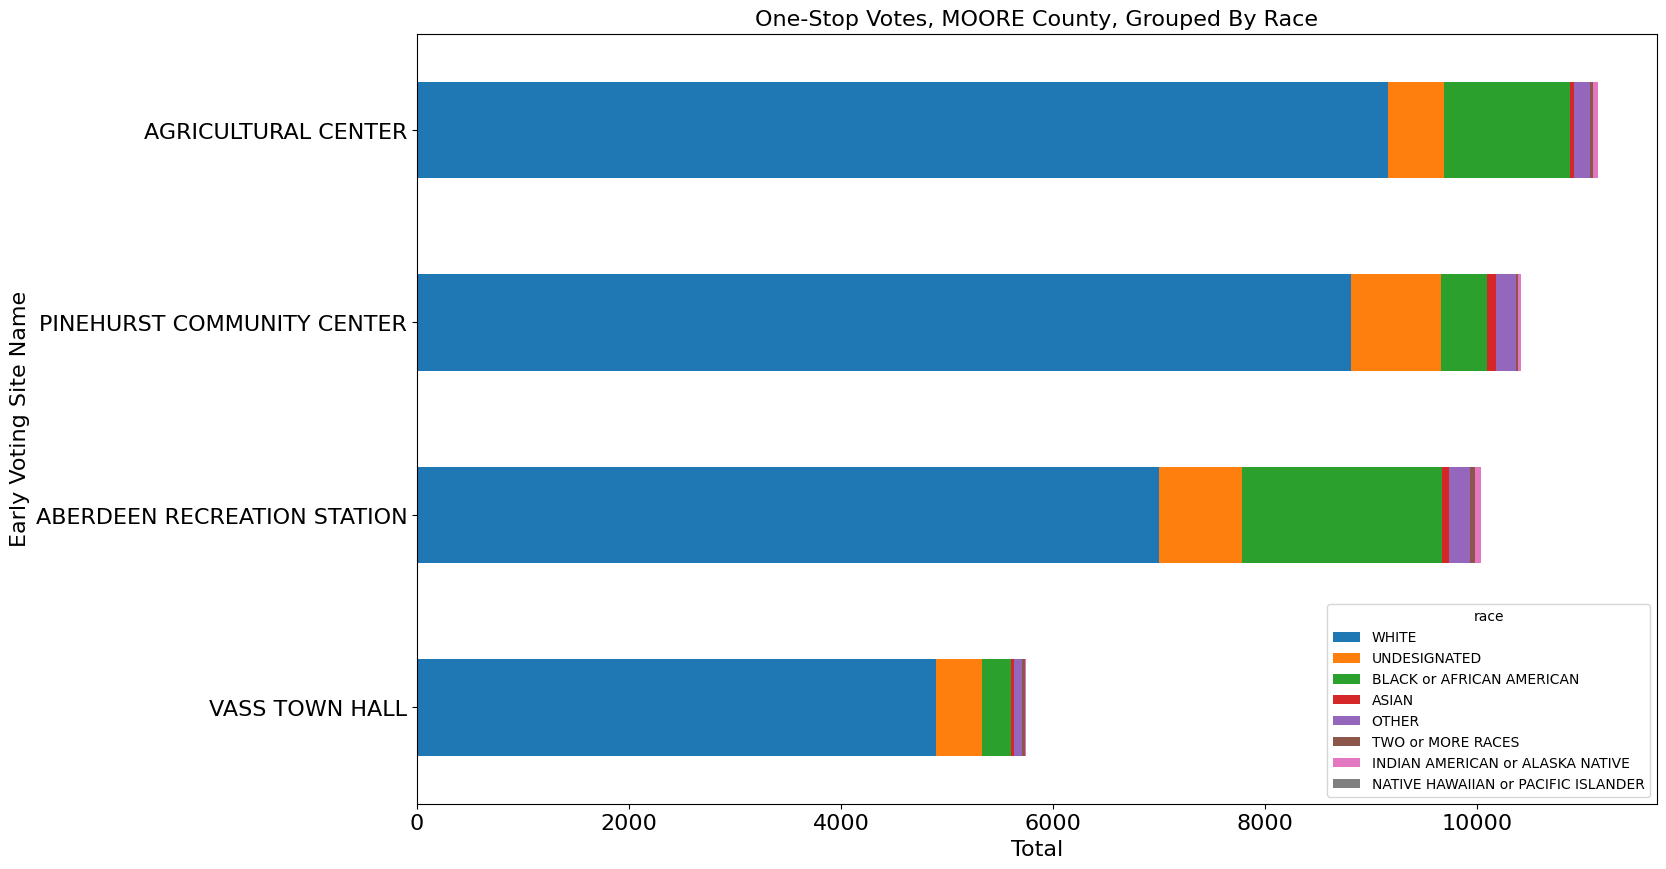 One-Stop Votes, MOORE County, Grouped By Race
Early Voting Site Name
AGRICULTURAL CENTER
PINEHURST COMMUNITY CENTER
ABERDEEN RECREATION STATION
VASS TOWN HALL
race
WHITE
UNDESIGNATED
BLACK or AFRICAN AMERICAN
ASIAN
OTHER
TWO or MORE RACES
INDIAN AMERICAN or ALASKA NATIVE
NATIVE HAWAIIAN or PACIFIC ISLANDER
0 2000 4000 6000 8000 10000
Total